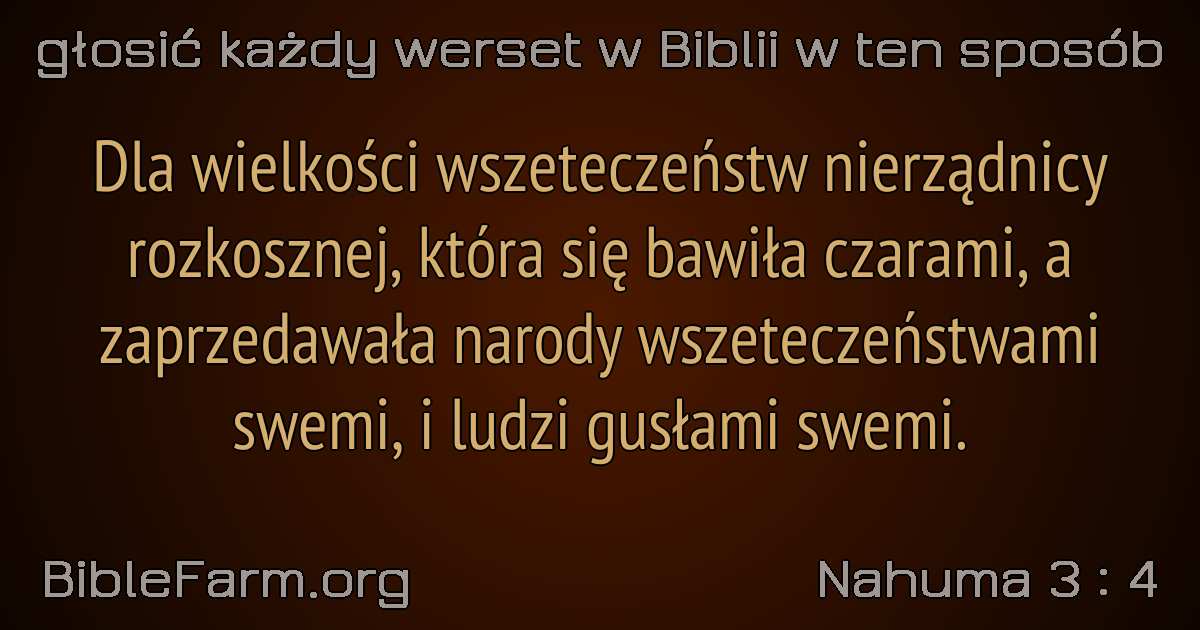 głosić każdy werset w Biblii w ten sposób
Dla wielkości wszeteczeństw nierządnicy
rozkosznej, która się bawiła czarami, a
zaprzedawała narody wszeteczeństwami
swemi, i ludzi gusłami swemi.
BibleFarm.org
Nahuma 3 : 4